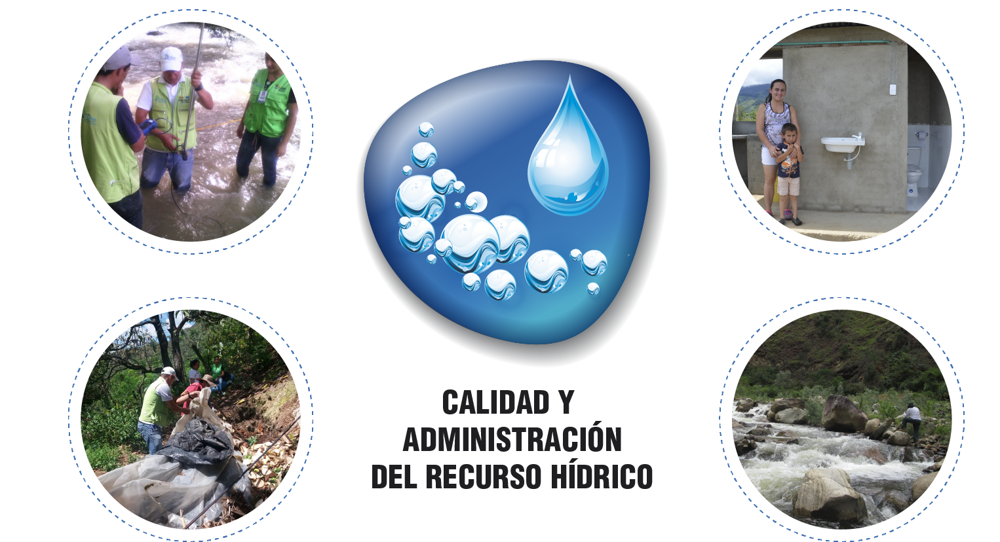 CALIDAD Y
ADMINISTRACIÓN
DEL RECURSO HÍDRICO